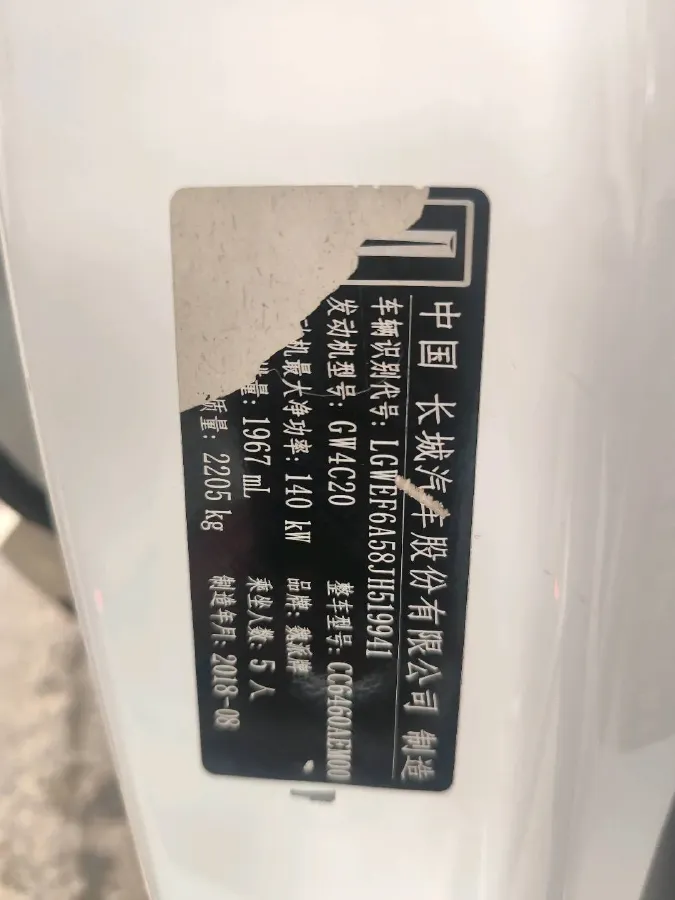 中国 长城汽车股份有限公司 制造
车辆识别代号: LGWEF6A58JH519941
发动机型号: GW4C20 整车型号: CC6460AEM00
机最大净功率: 140 kW 品牌: 魏派牌
量: 1967 mL 乘坐人数: 5 人
质量: 2205 kg 制造年月: 2018-08